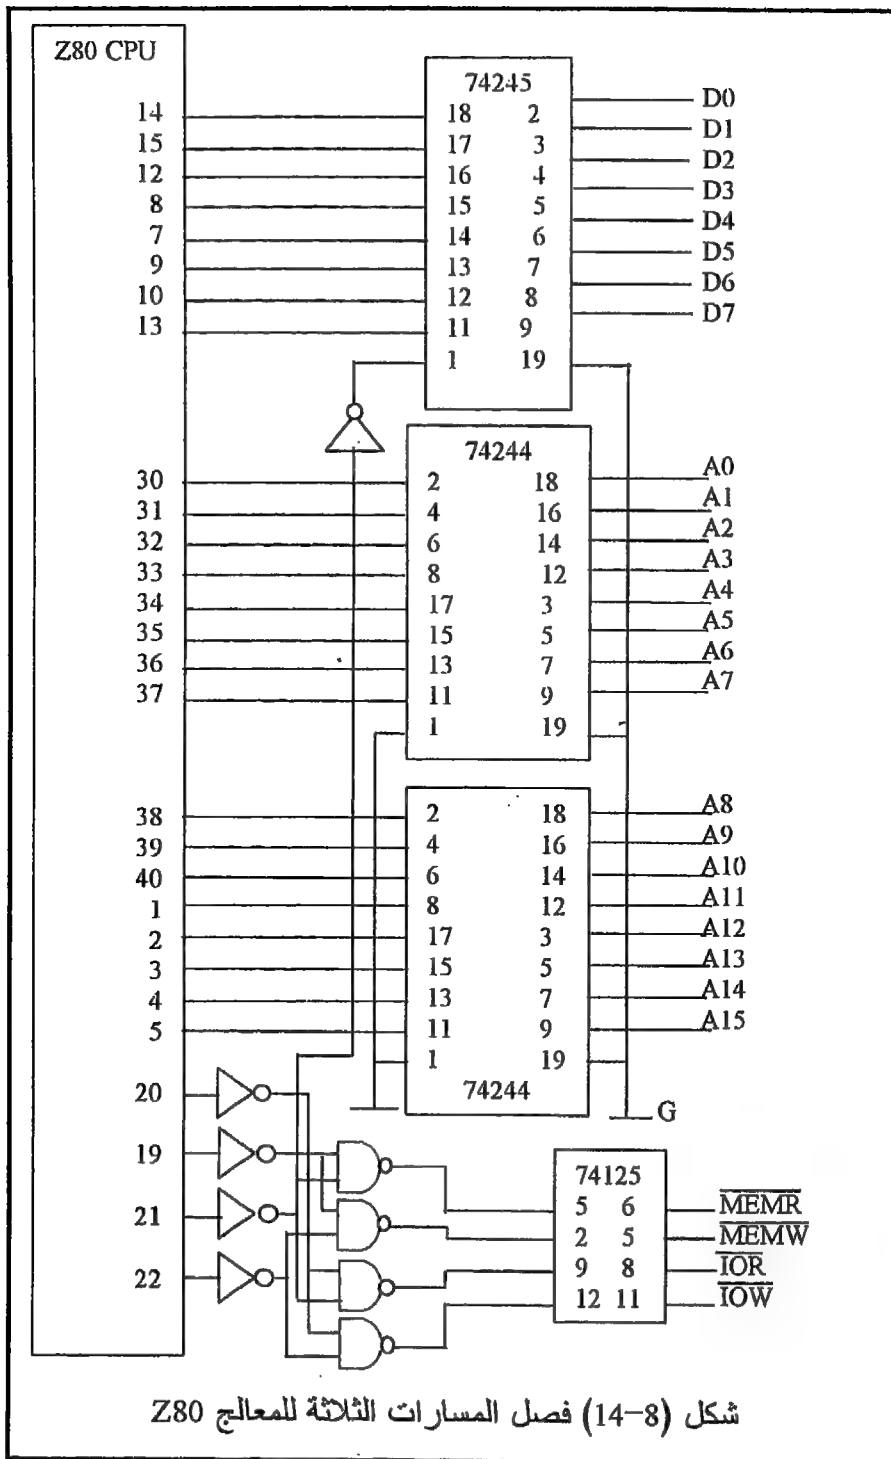 Z80 CPU
74245
14 18 2 D0
15 17 3 D1
12 16 4 D2
8 15 5 D3
7 14 6 D4
9 13 7 D5
10 12 8 D6
13 11 9 D7
1 19
74244
30 2 18 A0
31 4 16 A1
32 6 14 A2
33 8 12 A3
34 17 3 A4
35 15 5 A5
36 13 7 A6
37 11 9 A7
1 19
38 2 18 A8
39 4 16 A9
40 6 14 A10
1 8 12 A11
2 17 3 A12
3 15 5 A13
4 13 7 A14
5 11 9 A15
1 19
74244
20
G
19
74125
21
22
5 6 MEMR
2 5 MEMW
9 8 IOR
12 11 IOW
شكل (8-14) فصل المسارات الثلاثة للمعالج Z80